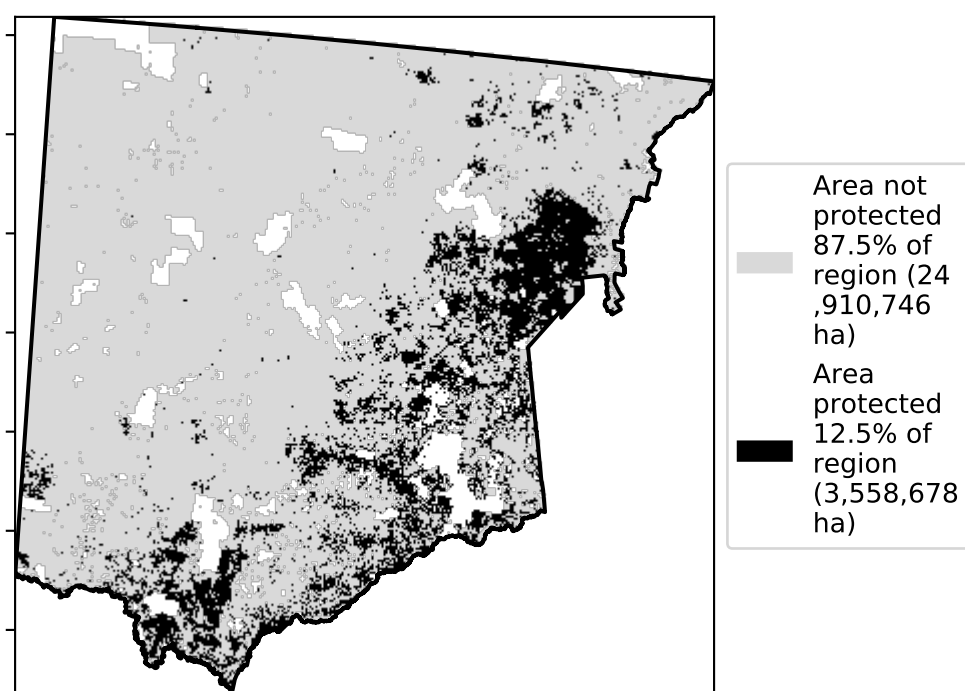 Area not
protected
87.5% of
region (24
,910,746
ha)
Area
protected
12.5% of
region
(3,558,678
ha)